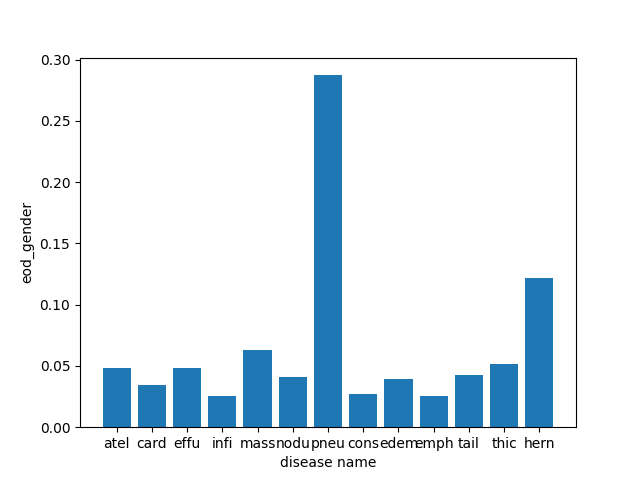 0.30
0.25
0.20
0.15
0.10
0.05
0.00
eod_gender
atel card effu infi mass nodu pneu cons edem emph tail thic hern
disease name